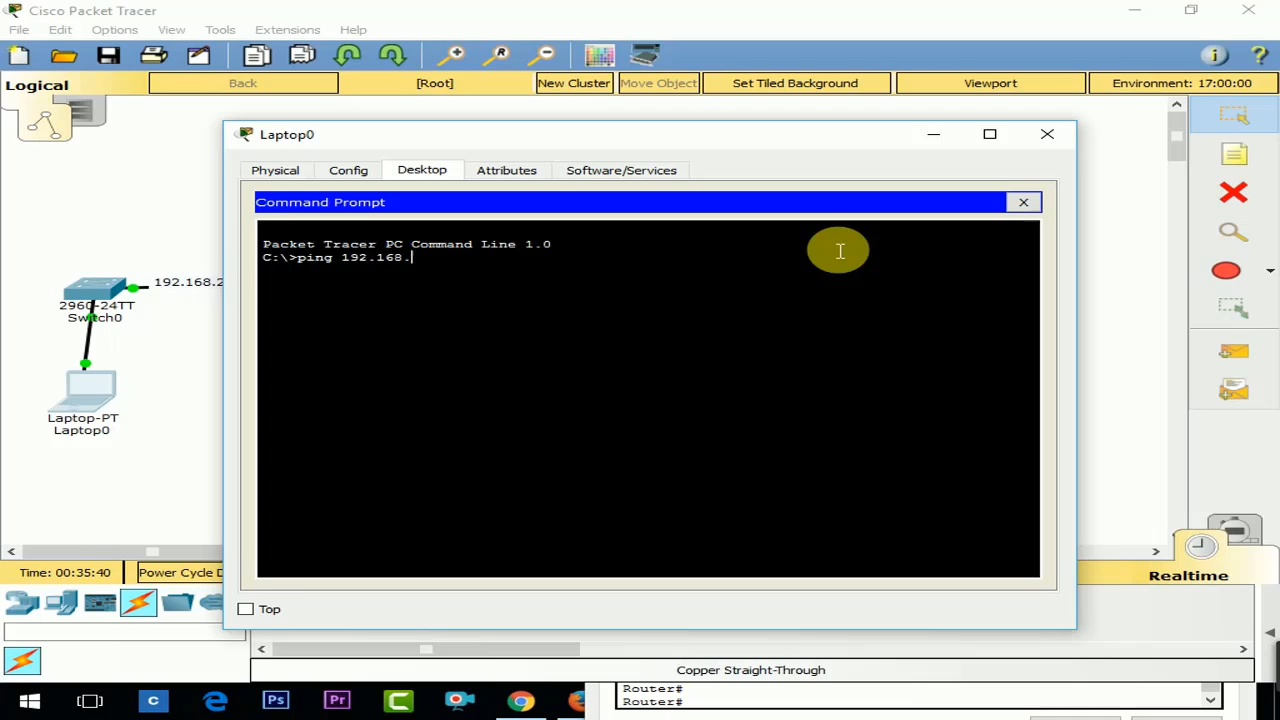 Cisco Packet Tracer
File Edit Options View Tools Extensions Help
Logical
Back
[Root]
New Cluster
Move Object
Set Tiled Background
Viewport
Environment: 17:00:00
Laptop0
Physical
Config
Desktop
Attributes
Software/Services
Command Prompt
X
Packet Tracer PC Command Line 1.0
C:\>ping 192.168.
192.168.2
2960-24TT
Switch0
Laptop-PT
Laptop0
Time: 00:35:40
Power Cycle D
Realtime
Top
Copper Straight-Through
Router#
Router#